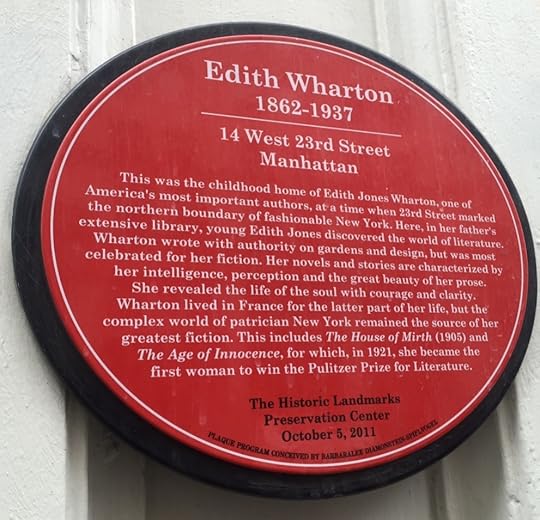 Edith Wharton
1862-1937
14 West 23rd Street
Manhattan
This was the childhood home of Edith Jones Wharton, one of
America's most important authors, at a time when 23rd Street marked
the northern boundary of fashionable New York. Here, in her father's
extensive library, young Edith Jones discovered the world of literature.
Wharton wrote with authority on gardens and design, but was most
celebrated for her fiction. Her novels and stories are characterized by
her intelligence, perception and the great beauty of her prose.
She revealed the life of the soul with courage and clarity.
Wharton lived in France for the latter part of her life, but the
complex world of patrician New York remained the source of her
greatest fiction. This includes The House of Mirth (1905) and
The Age of Innocence, for which, in 1921, she became the
first woman to win the Pulitzer Prize for Literature.
The Historic Landmarks
Preservation Center
October 5, 2011
PLAQUE PROGRAM CONCEIVED BY BARBARALEE DIAMONSTEIN-SPIELVOGEL